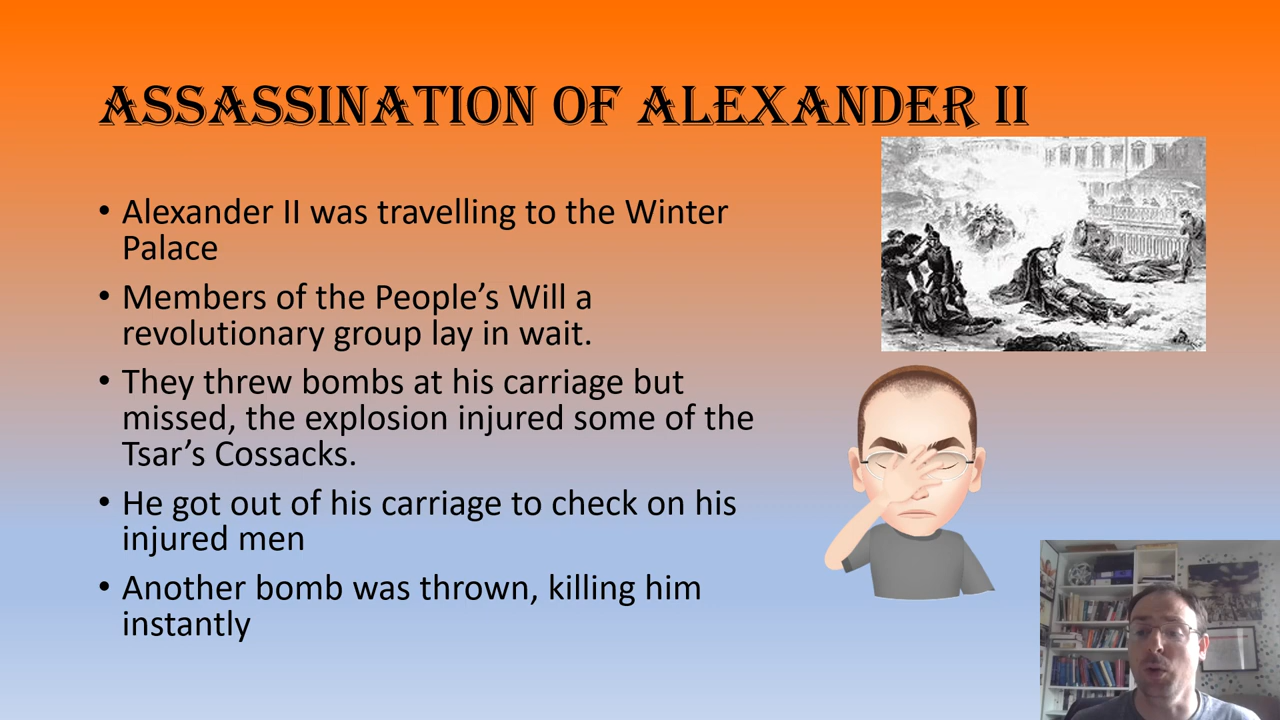 ASSASSINATION OF ALEXANDER II
• Alexander II was travelling to the Winter
Palace
• Members of the People’s Will a
revolutionary group lay in wait.
• They threw bombs at his carriage but
missed, the explosion injured some of the
Tsar’s Cossacks.
• He got out of his carriage to check on his
injured men
• Another bomb was thrown, killing him
instantly